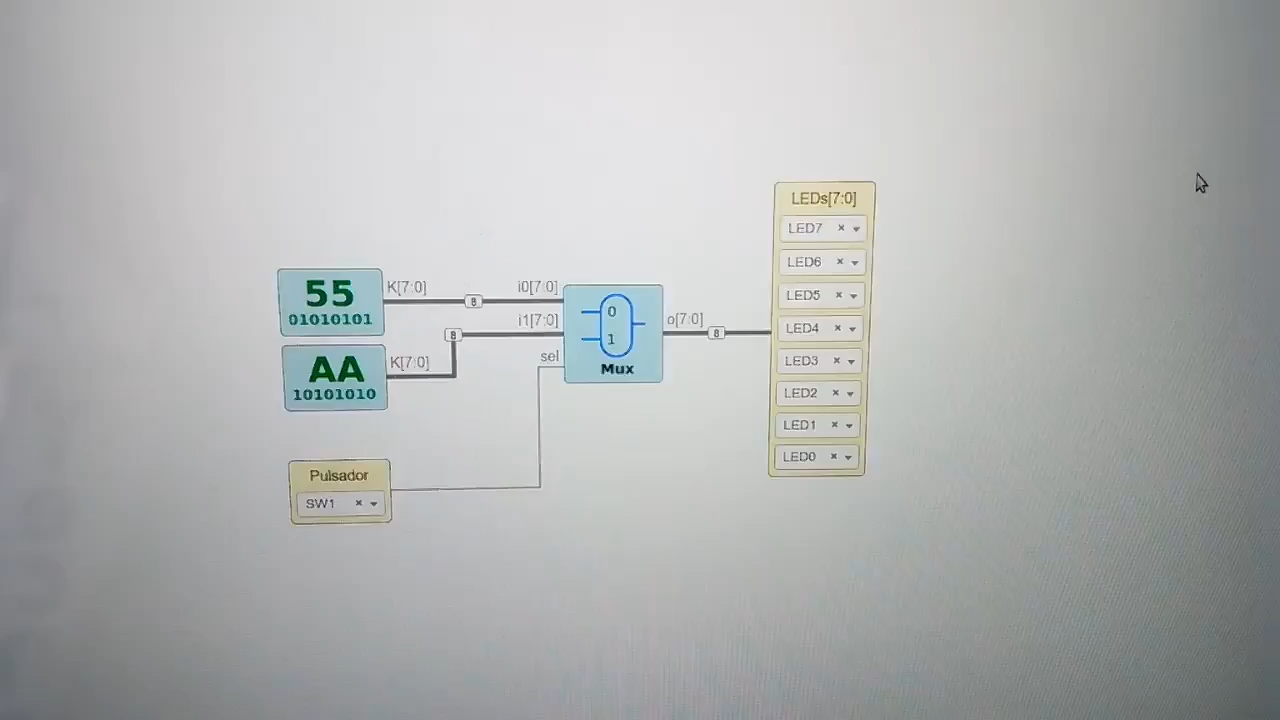 55
01010101
K[7:0]
8
i0[7:0]
AA
10101010
K[7:0]
8
i1[7:0]
sel
0
1
Mux
o[7:0]
8
Pulsador
SW1
LEDs[7:0]
LED7
LED6
LED5
LED4
LED3
LED2
LED1
LED0